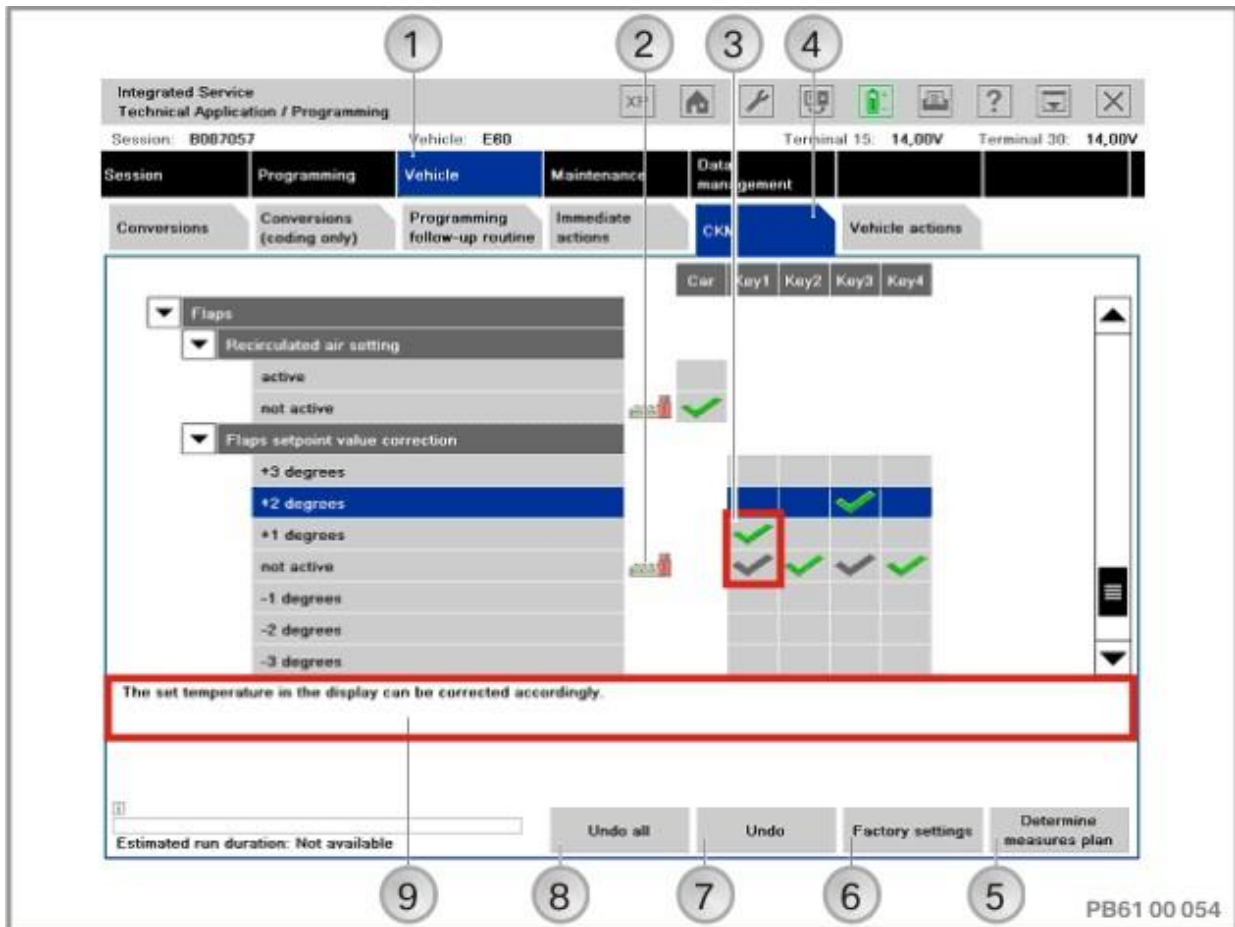 1 2 3 4
Integrated Service
Technical Application / Programming
XP
?
Session: B087057 Vehicle: E60 Terminal 15: 14,00V Terminal 30: 14,00V
Session Programming Vehicle Maintenance Data management
Conversions Conversions (coding only) Programming follow-up routine Immediate actions Vehicle actions
Car Key1 Key2 Key3 Key4
Flaps
Recirculated air setting
active
not active
Flaps setpoint value correction
+3 degrees
+2 degrees
+1 degrees
not active
-1 degrees
-2 degrees
-3 degrees
The set temperature in the display can be corrected accordingly.
Estimated run duration: Not available
Undo all Undo Factory settings Determine measures plan
9 8 7 6 5
PB61 00 054